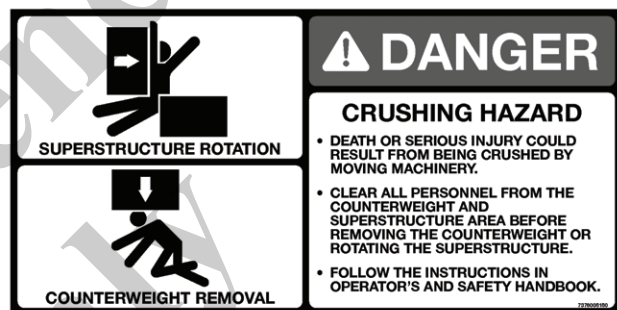 SUPERSTRUCTURE ROTATION
COUNTERWEIGHT REMOVAL
DANGER
CRUSHING HAZARD
• DEATH OR SERIOUS INJURY COULD
RESULT FROM BEING CRUSHED BY
MOVING MACHINERY.
• CLEAR ALL PERSONNEL FROM THE
COUNTERWEIGHT AND
SUPERSTRUCTURE AREA BEFORE
REMOVING THE COUNTERWEIGHT OR
ROTATING THE SUPERSTRUCTURE.
• FOLLOW THE INSTRUCTIONS IN
OPERATOR'S AND SAFETY HANDBOOK.